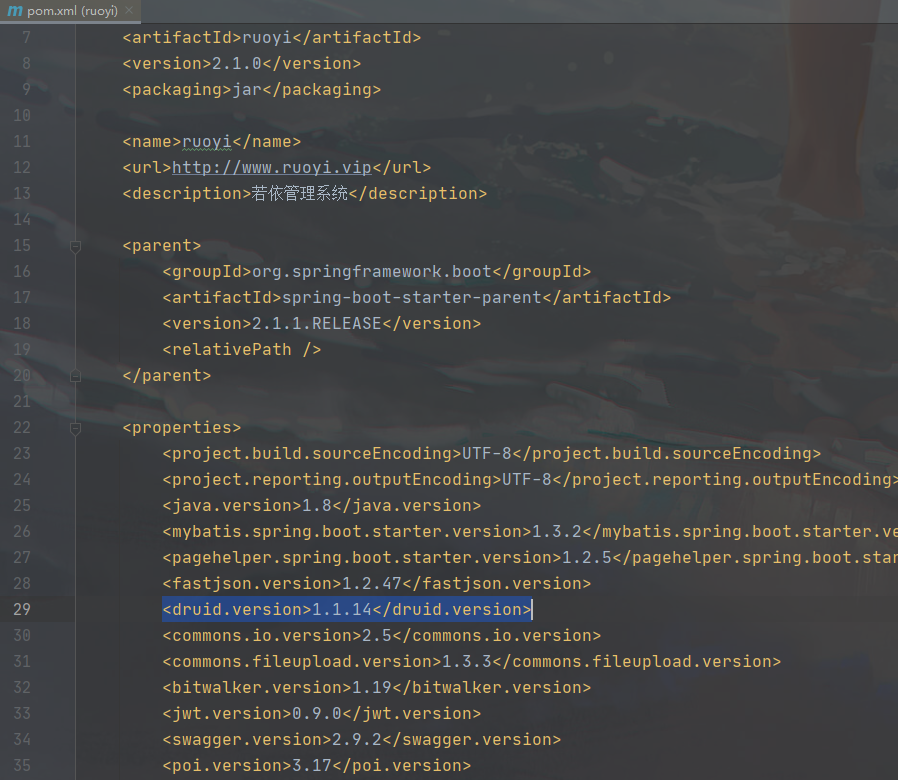 m pom.xml (ruoyi) ×
7 <artifactId>ruoyi</artifactId>
8 <version>2.1.0</version>
9 <packaging>jar</packaging>
10
11 <name>ruoyi</name>
12 <url>http://www.ruoyi.vip</url>
13 <description>若依管理系统</description>
14
15 <parent>
16 <groupId>org.springframework.boot</groupId>
17 <artifactId>spring-boot-starter-parent</artifactId>
18 <version>2.1.1.RELEASE</version>
19 <relativePath />
20 </parent>
21
22 <properties>
23 <project.build.sourceEncoding>UTF-8</project.build.sourceEncoding>
24 <project.reporting.outputEncoding>UTF-8</project.reporting.outputEncoding>
25 <java.version>1.8</java.version>
26 <mybatis.spring.boot.starter.version>1.3.2</mybatis.spring.boot.starter.ve
27 <pagehelper.spring.boot.starter.version>1.2.5</pagehelper.spring.boot.star
28 <fastjson.version>1.2.47</fastjson.version>
29 <druid.version>1.1.14</druid.version>
30 <commons.io.version>2.5</commons.io.version>
31 <commons.fileupload.version>1.3.3</commons.fileupload.version>
32 <bitwalker.version>1.19</bitwalker.version>
33 <jwt.version>0.9.0</jwt.version>
34 <swagger.version>2.9.2</swagger.version>
35 <poi.version>3.17</poi.version>